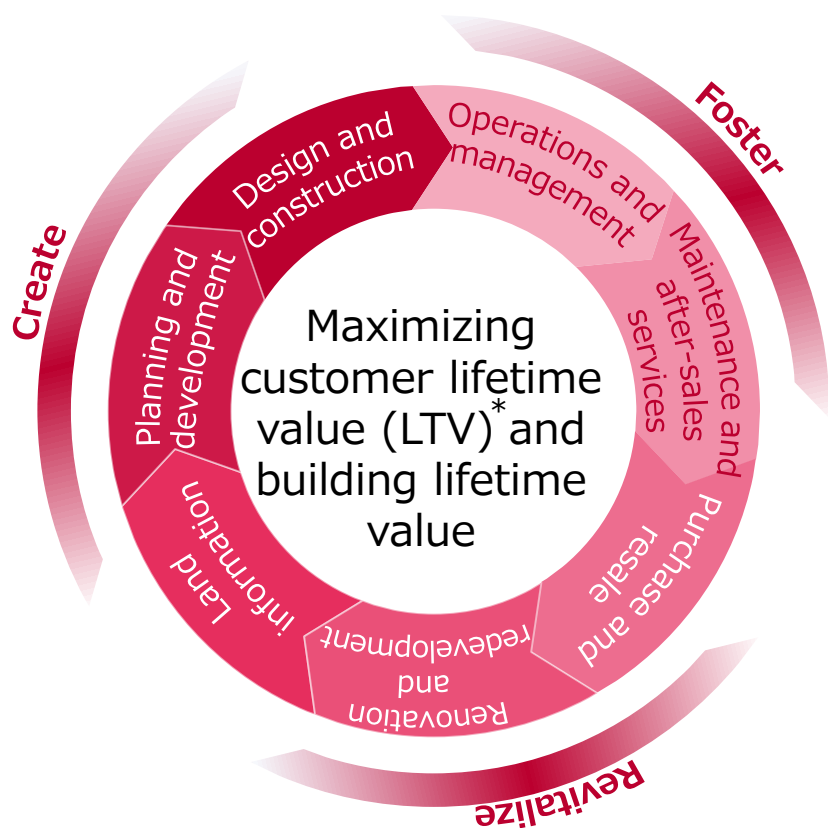 Create
Foster
Revitalize
Design and
construction
Operations and
management
Maintenance and
after-sales
services
Purchase and
resale
Renovation
and
redevelopment
Land
information
Planning and
development
Maximizing
customer lifetime
value (LTV)* and
building lifetime
value